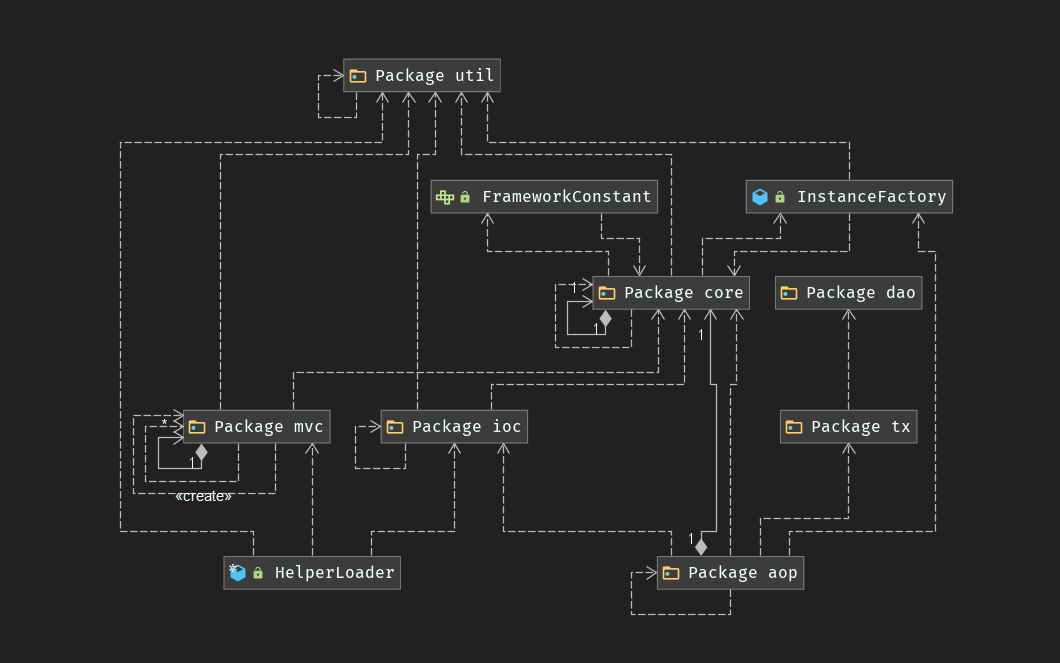 Package util
FrameworkConstant
InstanceFactory
1
Package core
Package dao
1
1
*
Package mvc
Package ioc
Package tx
1
«create»
1
HelperLoader
Package aop